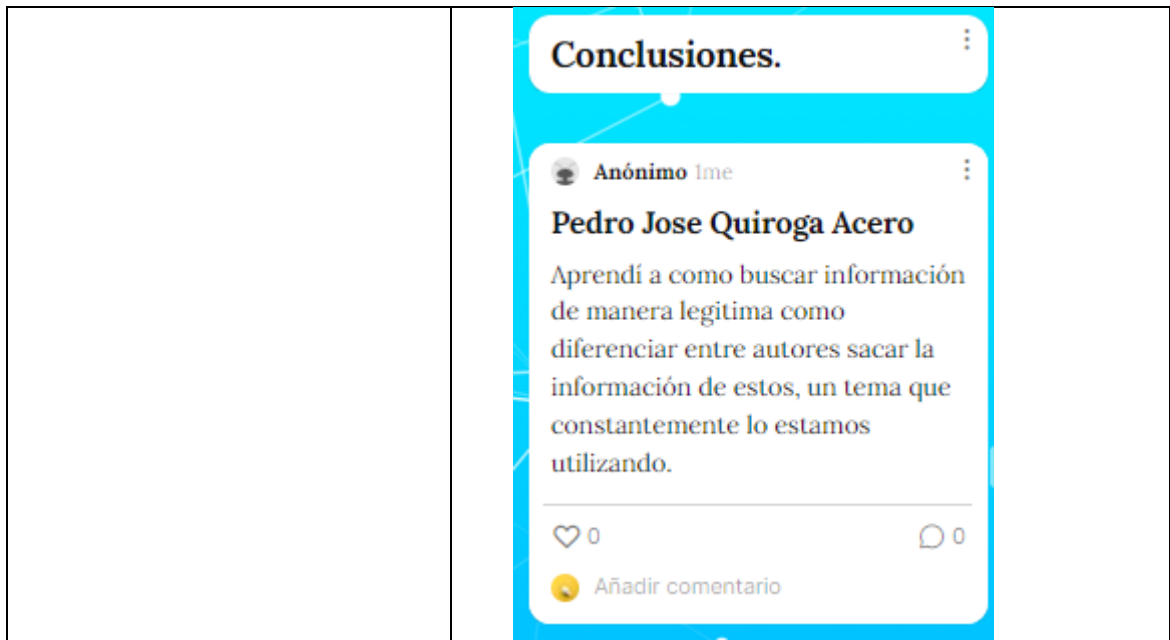 Conclusiones.
Anónimo 1me
Pedro Jose Quiroga Acero
Aprendí a como buscar información
de manera legitima como
diferenciar entre autores sacar la
información de estos, un tema que
constantemente lo estamos
utilizando.
0 0
Añadir comentario